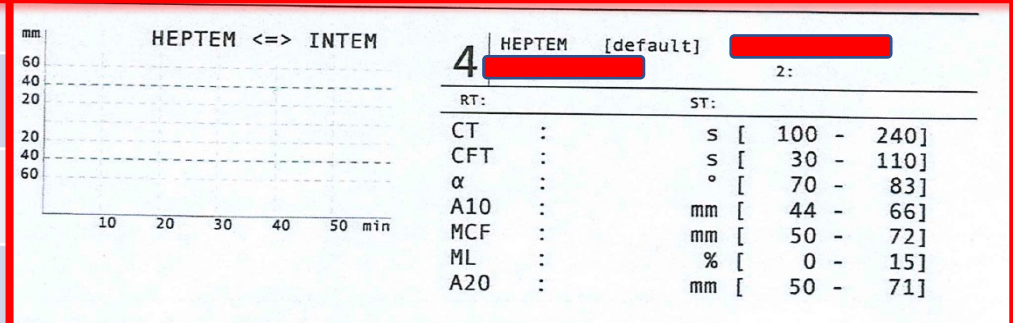 HEPTEM <=> INTEM
mm
60
40
20
20
40
60
10 20 30 40 50 min
4 HEPTEM [default]
2:
RT: ST:
CT : s [ 100 - 240]
CFT : s [ 30 - 110]
α : ° [ 70 - 83]
A10 : mm [ 44 - 66]
MCF : mm [ 50 - 72]
ML : % [ 0 - 15]
A20 : mm [ 50 - 71]